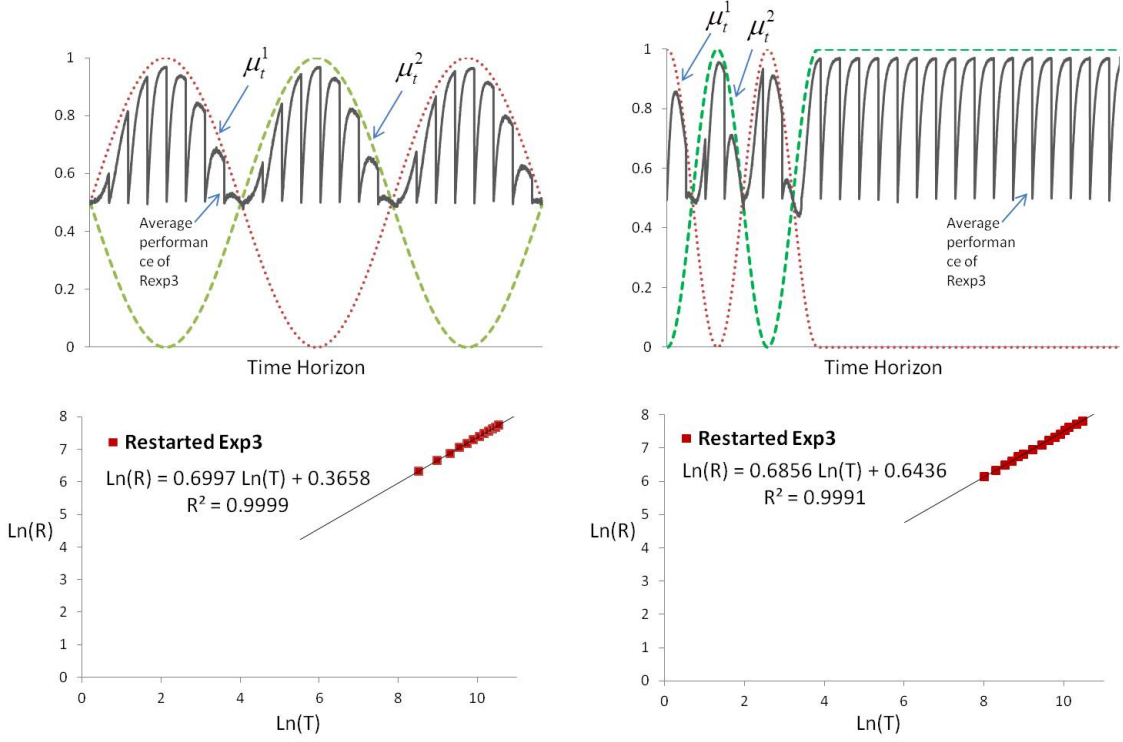 μ_t^1
μ_t^2
1
0.8
0.6
0.4
0.2
0
Average
performan
ce of
Rexp3
Time Horizon
μ_t^1
μ_t^2
1
0.8
0.6
0.4
0.2
0
Average
performan
ce of
Rexp3
Time Horizon
8
7
6
5
4
3
2
1
0
Ln(R)
Restarted Exp3
Ln(R) = 0.6997 Ln(T) + 0.3658
R² = 0.9999
0 2 4 6 8 10
Ln(T)
8
7
6
5
4
3
2
1
0
Ln(R)
Restarted Exp3
Ln(R) = 0.6856 Ln(T) + 0.6436
R² = 0.9991
0 2 4 6 8 10
Ln(T)